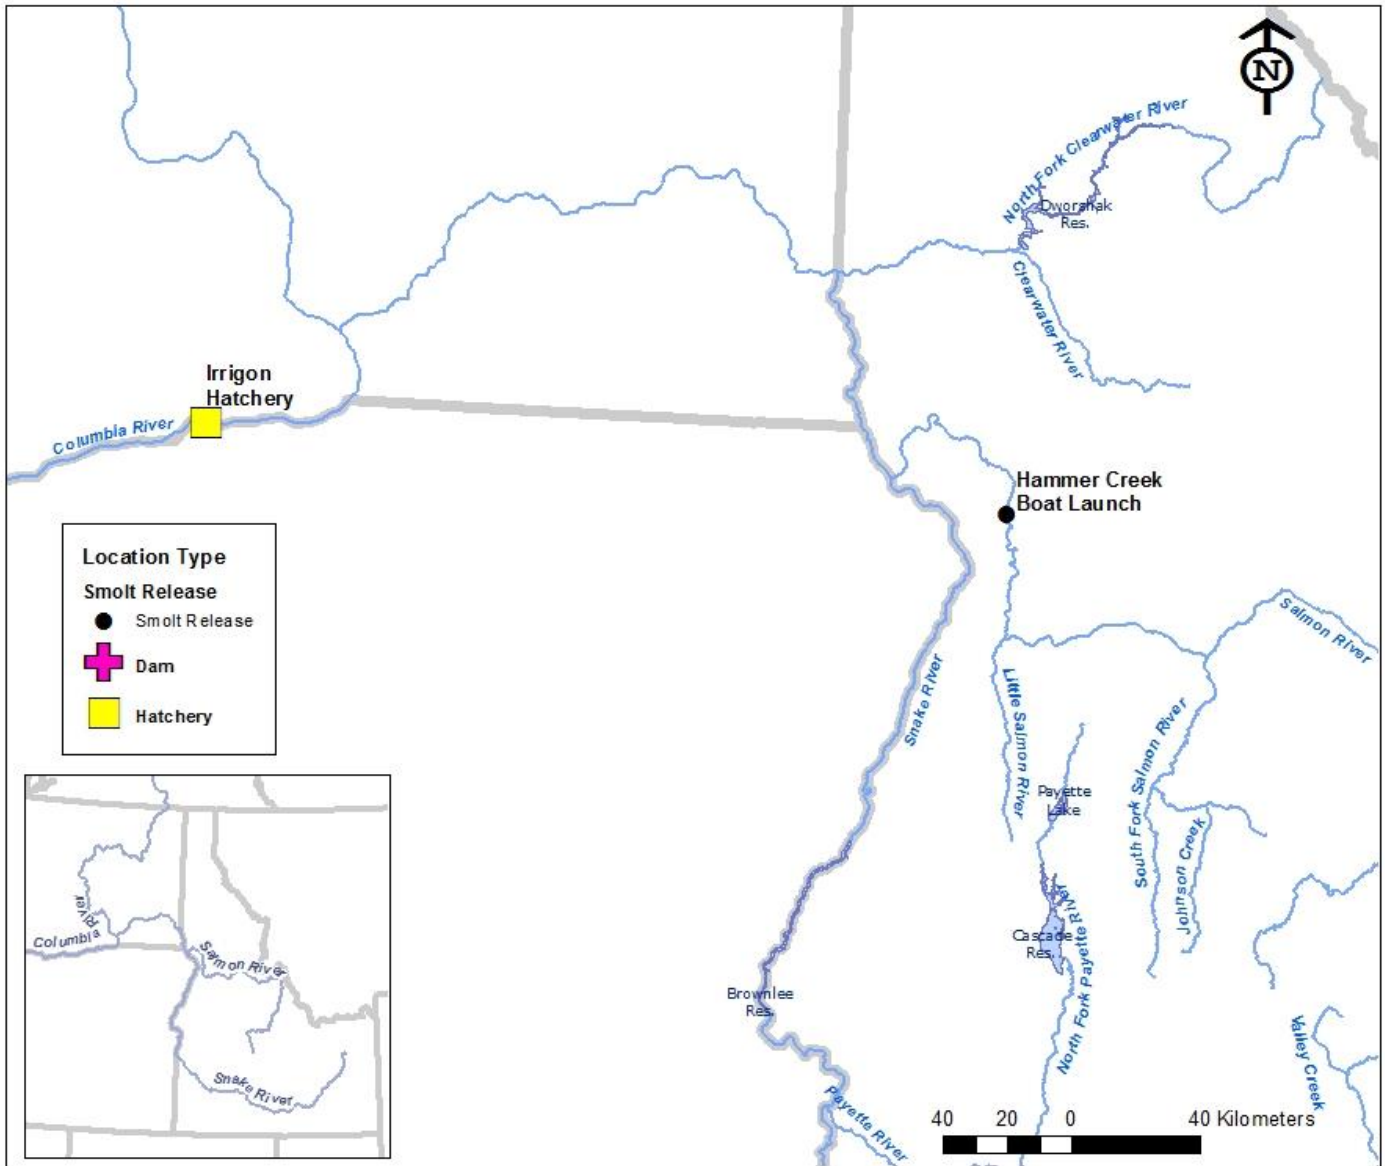 N
North Fork Clearwater River
Dworshak
Res.
Clearwater River
Irrigon
Hatchery
Columbia River
Hammer Creek
Boat Launch
Location Type
Smolt Release
Smolt Release
Dam
Hatchery
Salmon River
Snake River
Little Salmon River
South Fork Salmon River
Payette
Lake
Johnson Creek
Cascade
Res.
North Fork Payette River
Brownlee
Res.
Valley Creek
Payette River
Columbia River
Salmon River
Snake River
40 20 0 40 Kilometers